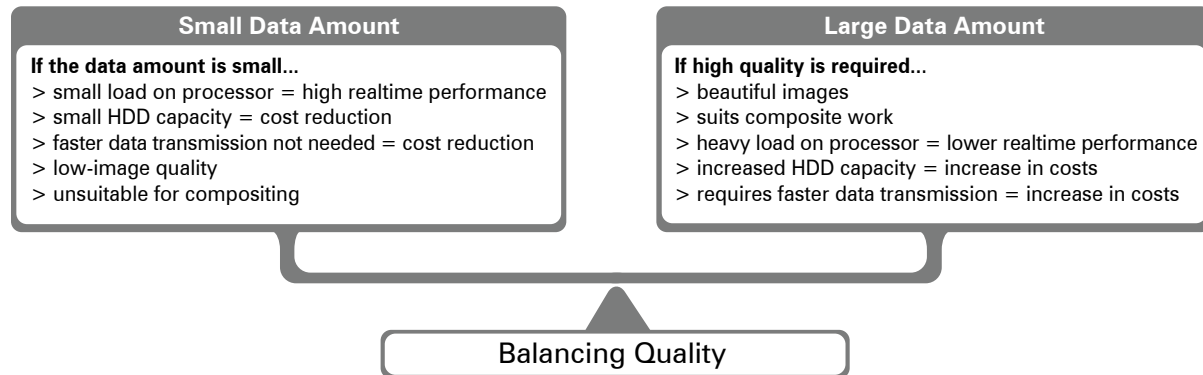 Small Data Amount
If the data amount is small...
> small load on processor = high realtime performance
> small HDD capacity = cost reduction
> faster data transmission not needed = cost reduction
> low-image quality
> unsuitable for compositing
Large Data Amount
If high quality is required...
> beautiful images
> suits composite work
> heavy load on processor = lower realtime performance
> increased HDD capacity = increase in costs
> requires faster data transmission = increase in costs
Balancing Quality